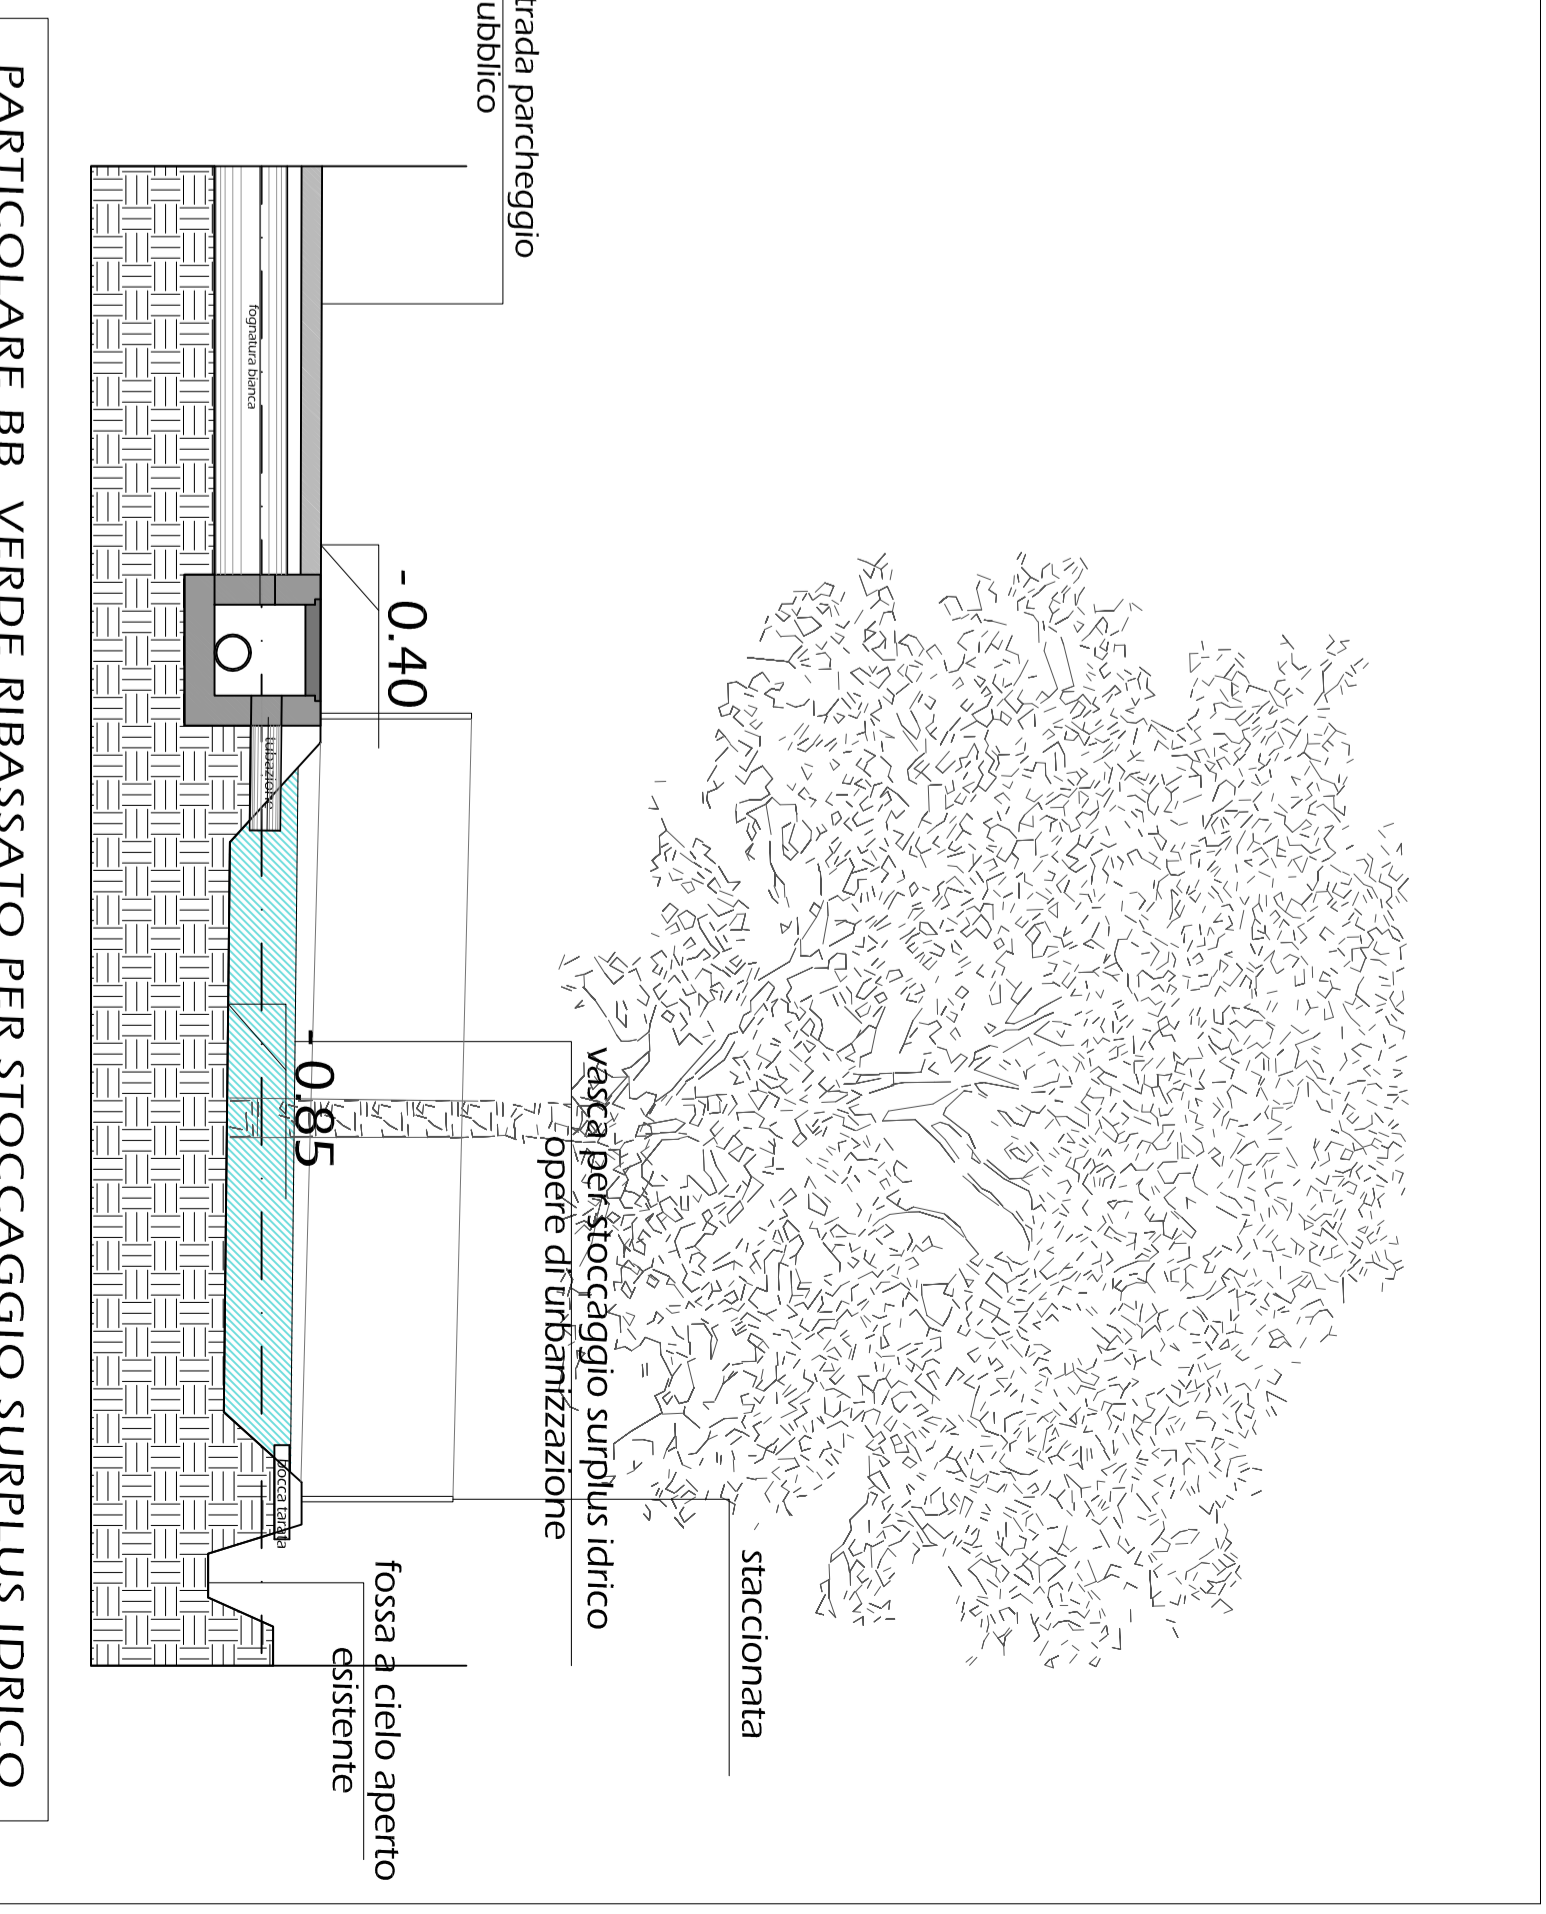 trada parcheggio
ubblico
- 0.40
fognatura bianca
tubazione
- 0.85
vasca per stoccaggio surplus idrico
opere di urbanizzazione
staccionata
bocca tarata
fossa a cielo aperto
esistente
PARTICOLARE BB VERDE RIBASSATO PER STOCCAGGIO SURPLUS IDRICO